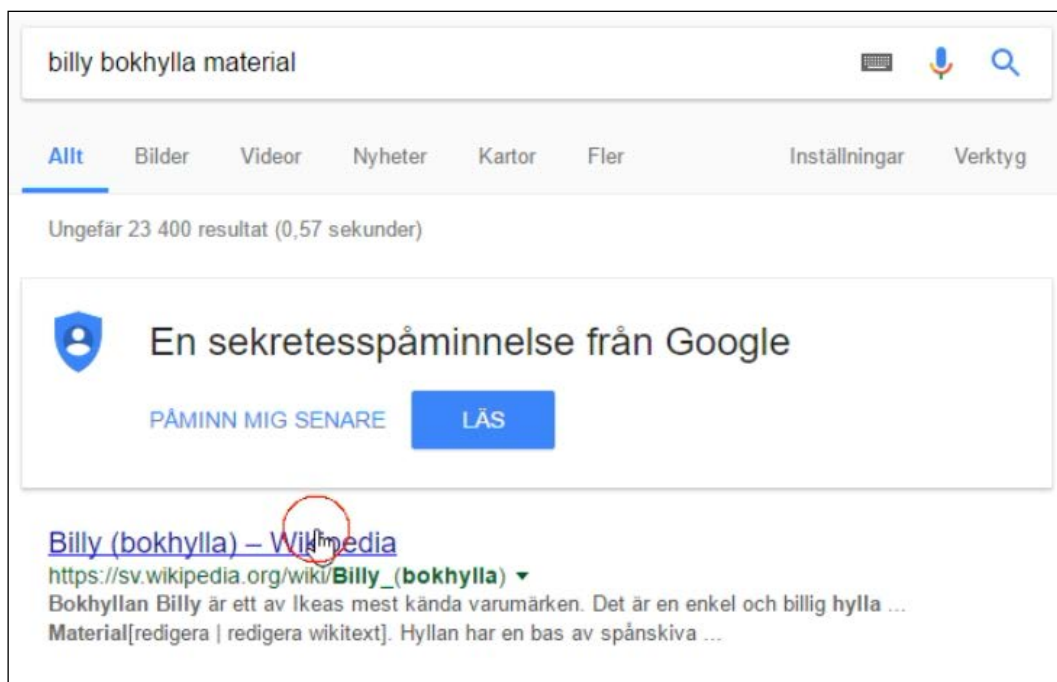 billy bokhylla material
Allt Bilder Videor Nyheter Kartor Fler Inställningar Verktyg
Ungefär 23 400 resultat (0,57 sekunder)
En sekretesspåminnelse från Google
PÅMINN MIG SENARE LÄS
Billy (bokhylla) – Wikipedia
https://sv.wikipedia.org/wiki/Billy_(bokhylla)
Bokhyllan Billy är ett av Ikeas mest kända varumärken. Det är en enkel och billig hylla ...
Material[redigera | redigera wikitext]. Hyllan har en bas av spånskiva ...